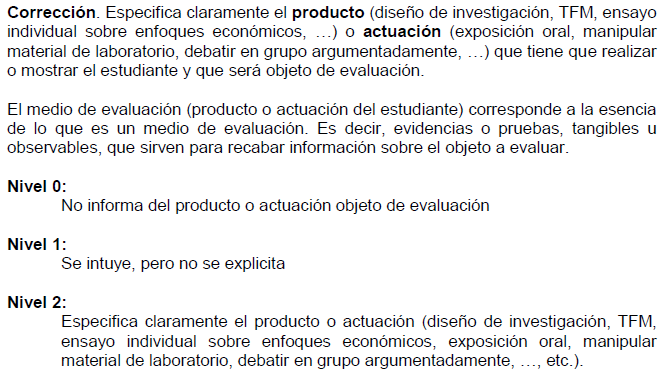 Corrección. Especifica claramente el producto (diseño de investigación, TFM, ensayo
individual sobre enfoques económicos, …) o actuación (exposición oral, manipular
material de laboratorio, debatir en grupo argumentadamente, …) que tiene que realizar
o mostrar el estudiante y que será objeto de evaluación.
El medio de evaluación (producto o actuación del estudiante) corresponde a la esencia
de lo que es un medio de evaluación. Es decir, evidencias o pruebas, tangibles u
observables, que sirven para recabar información sobre el objeto a evaluar.
Nivel 0:
No informa del producto o actuación objeto de evaluación
Nivel 1:
Se intuye, pero no se explicita
Nivel 2:
Especifica claramente el producto o actuación (diseño de investigación, TFM,
ensayo individual sobre enfoques económicos, exposición oral, manipular
material de laboratorio, debatir en grupo argumentadamente, …, etc.).